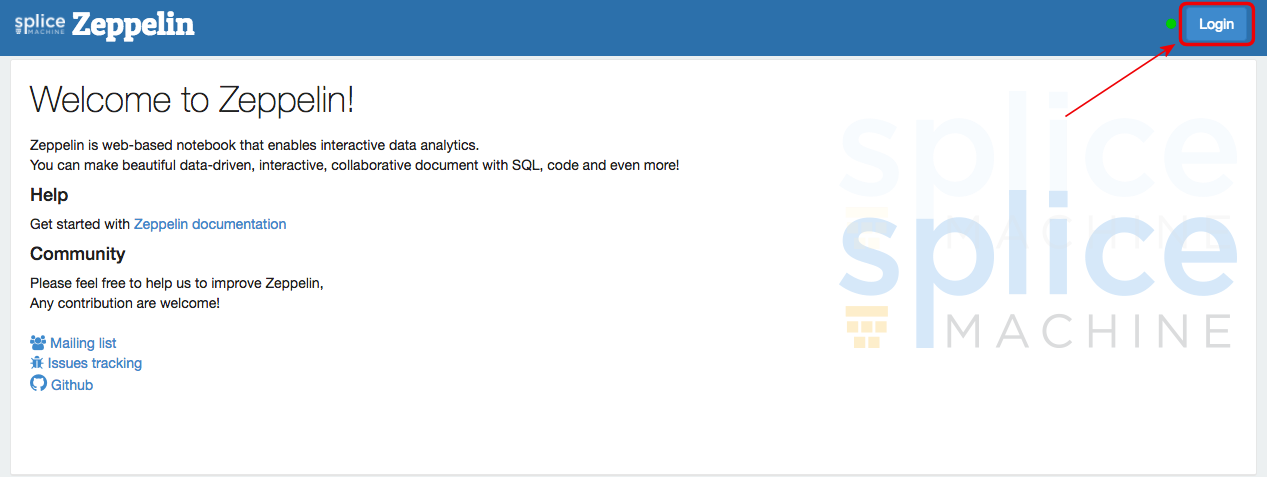 splice
MACHINE
Zeppelin
Login
Welcome to Zeppelin!
Zeppelin is web-based notebook that enables interactive data analytics.
You can make beautiful data-driven, interactive, collaborative document with SQL, code and even more!
Help
Get started with Zeppelin documentation
Community
Please feel free to help us to improve Zeppelin,
Any contribution are welcome!
Mailing list
Issues tracking
Github
splice
MACHINE
splice
MACHINE